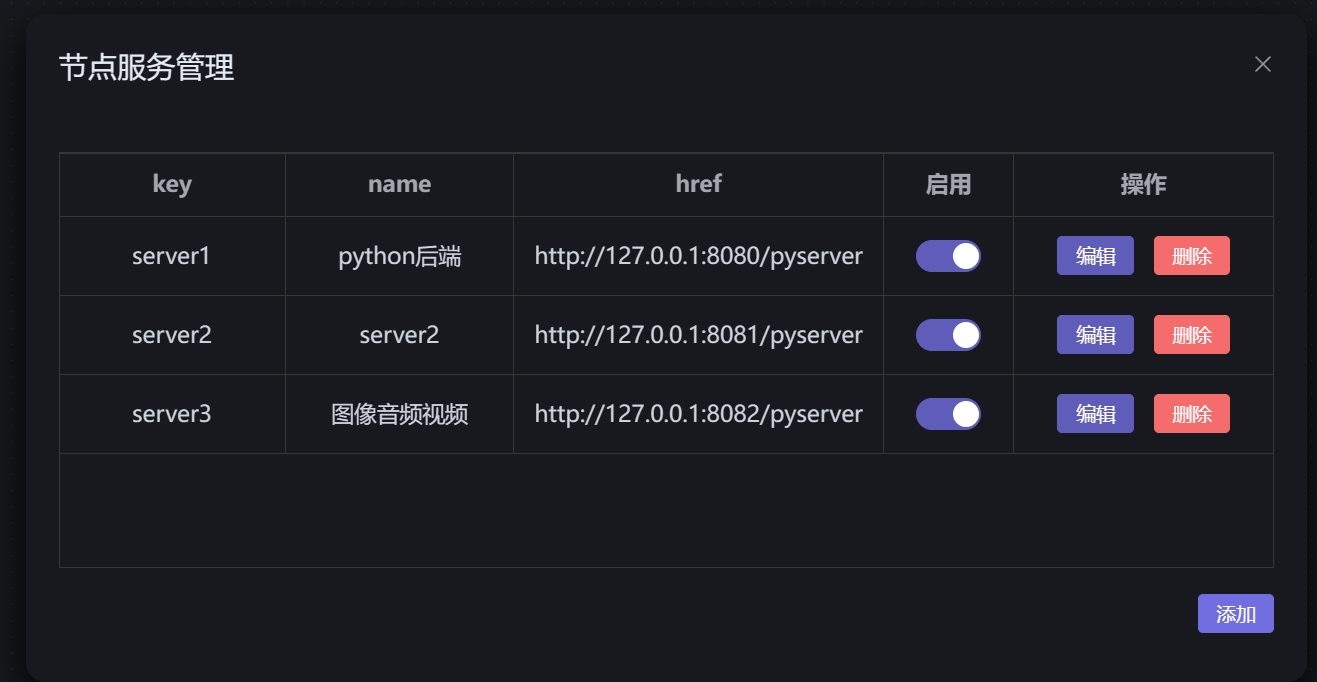 节点服务管理
key name href 启用 操作
server1 python后端 http://127.0.0.1:8080/pyserver 编辑 删除
server2 server2 http://127.0.0.1:8081/pyserver 编辑 删除
server3 图像音频视频 http://127.0.0.1:8082/pyserver 编辑 删除
添加